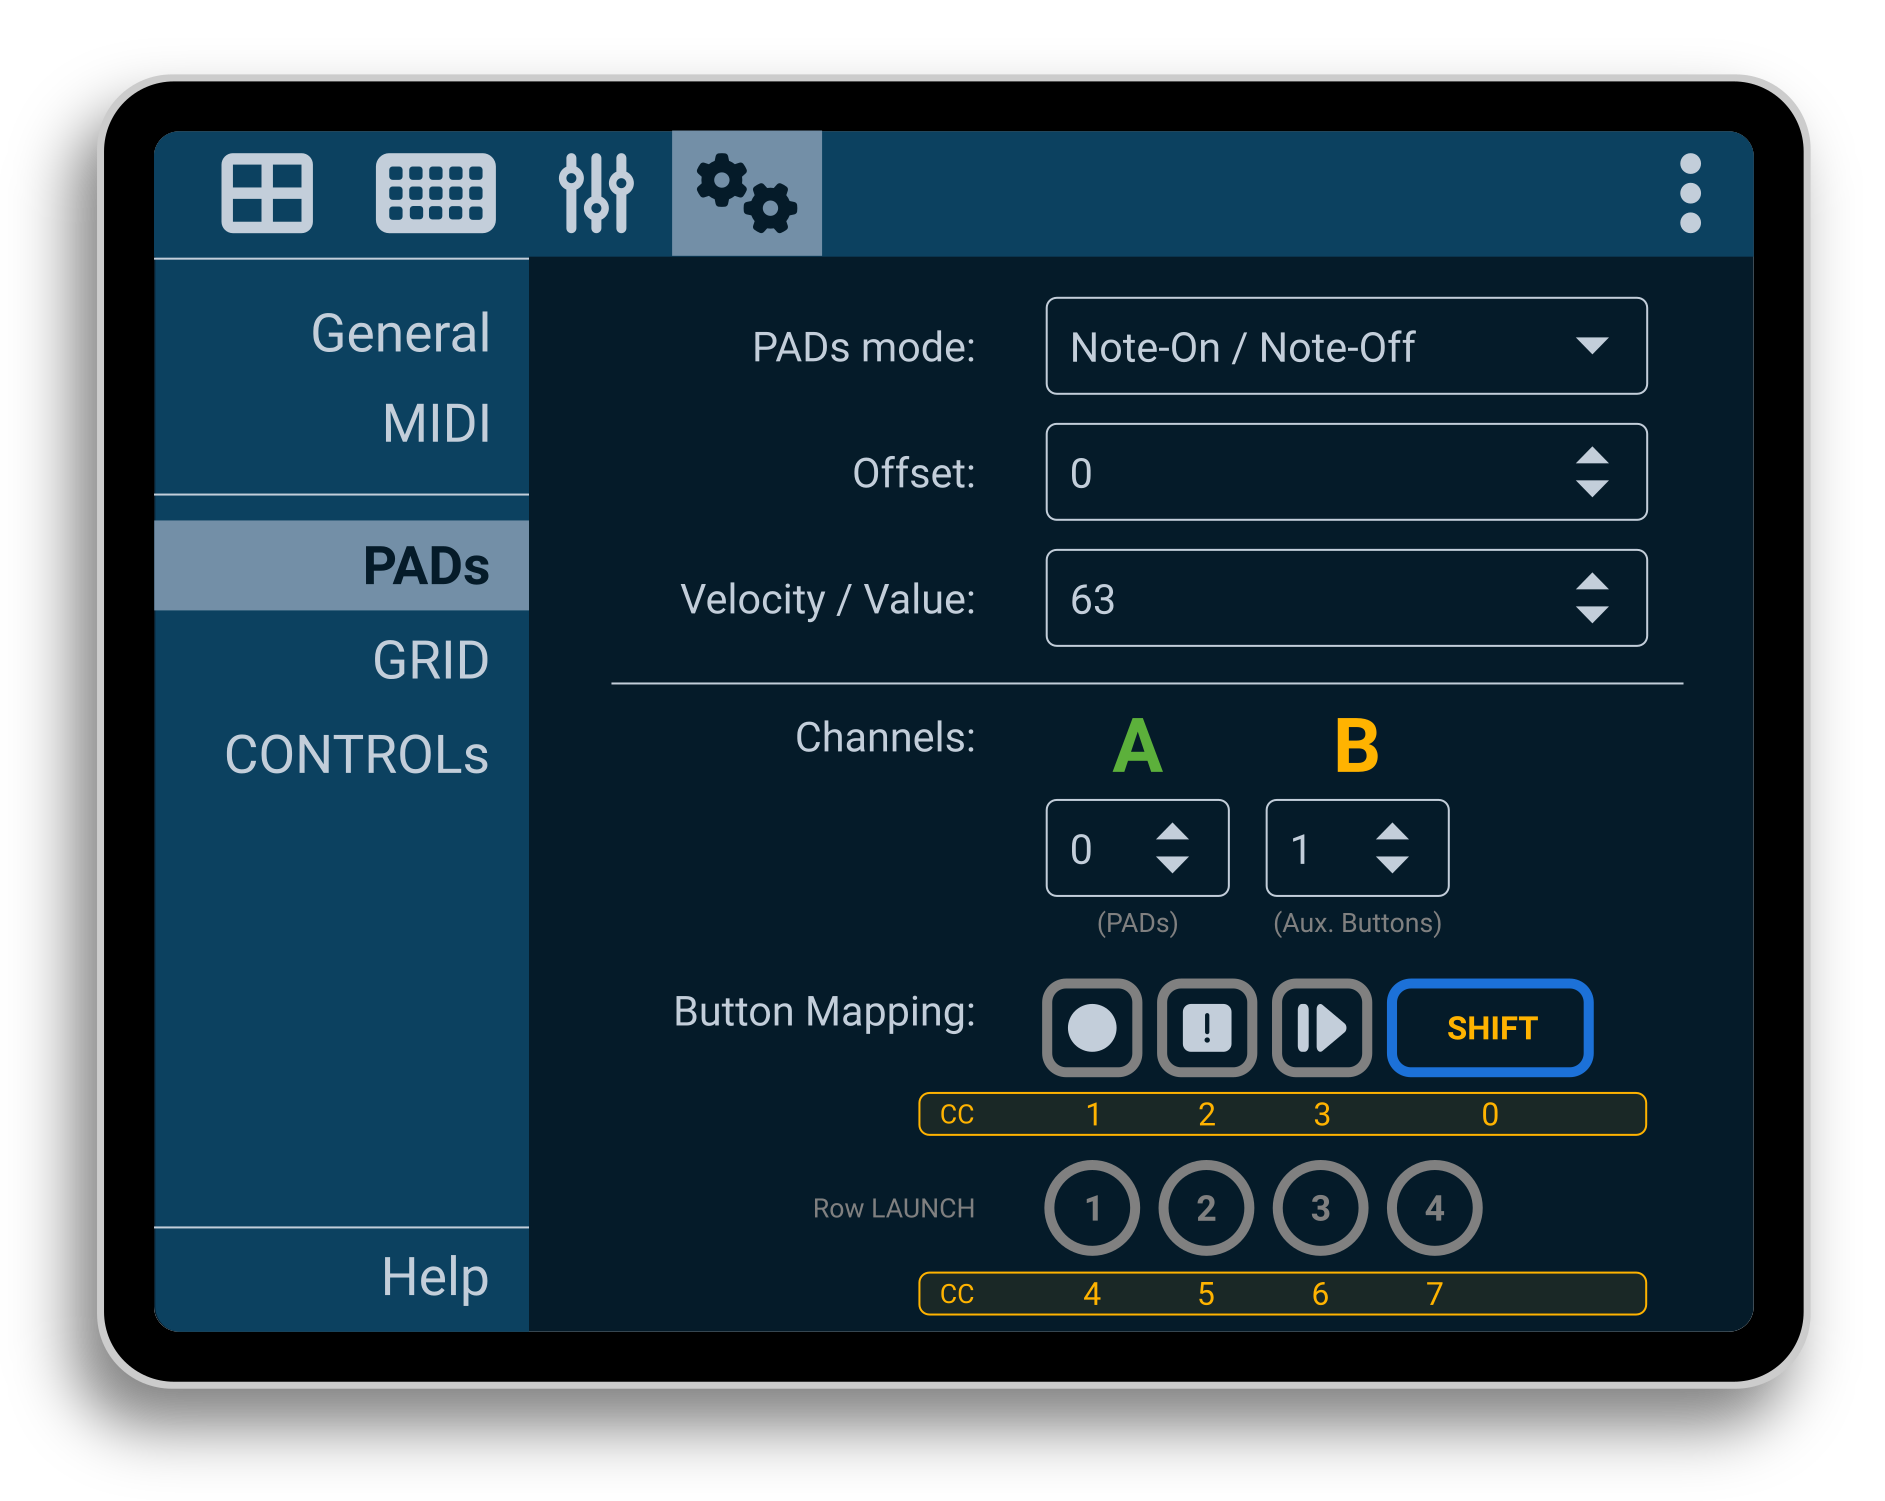 General
MIDI
PADs
GRID
CONTROLs
Help
PADs mode: Note-On / Note-Off
Offset: 0
Velocity / Value: 63
Channels: A B
0 1
(PADs) (Aux. Buttons)
Button Mapping: ! SHIFT
CC 1 2 3 0
Row LAUNCH 1 2 3 4
CC 4 5 6 7